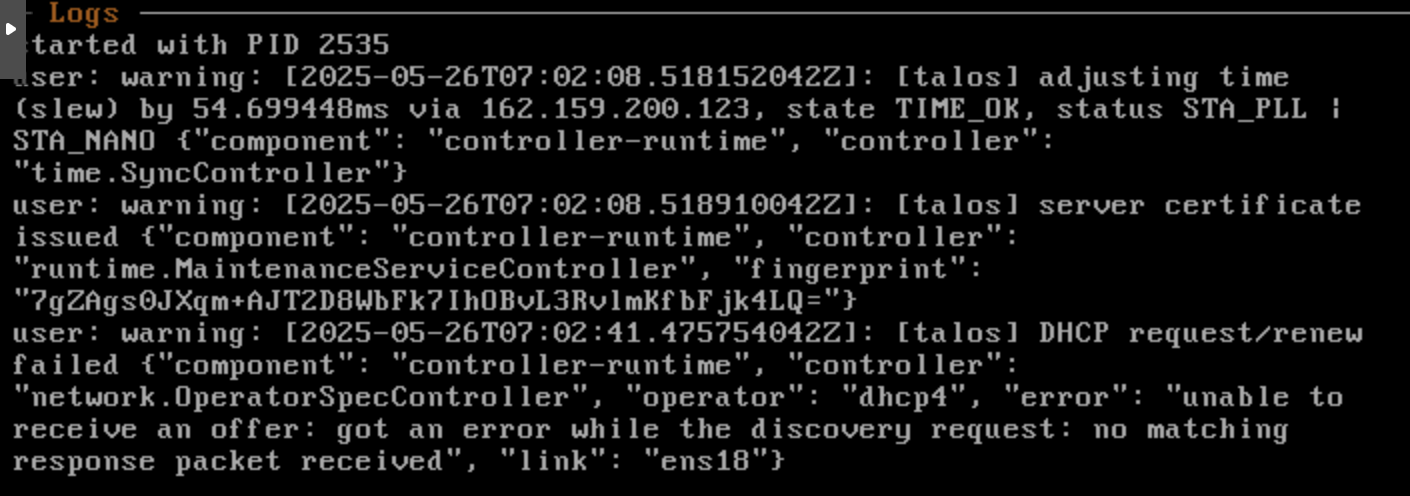 Logs
tarted with PID 2535
user: warning: [2025-05-26T07:02:08.518152042Z]: [talos] adjusting time
(slew) by 54.699448ms via 162.159.200.123, state TIME_OK, status STA_PLL |
STA_NANO {"component": "controller-runtime", "controller":
"time.SyncController"}
user: warning: [2025-05-26T07:02:08.518910042Z]: [talos] server certificate
issued {"component": "controller-runtime", "controller":
"runtime.MaintenanceServiceController", "fingerprint":
"7gZAgs0JXqm+AJT2D8WbFk7IhOBvL3RvlmKfbFjk4LQ="}
user: warning: [2025-05-26T07:02:41.475754042Z]: [talos] DHCP request/renew
failed {"component": "controller-runtime", "controller":
"network.OperatorSpecController", "operator": "dhcp4", "error": "unable to
receive an offer: got an error while the discovery request: no matching
response packet received", "link": "ens18"}